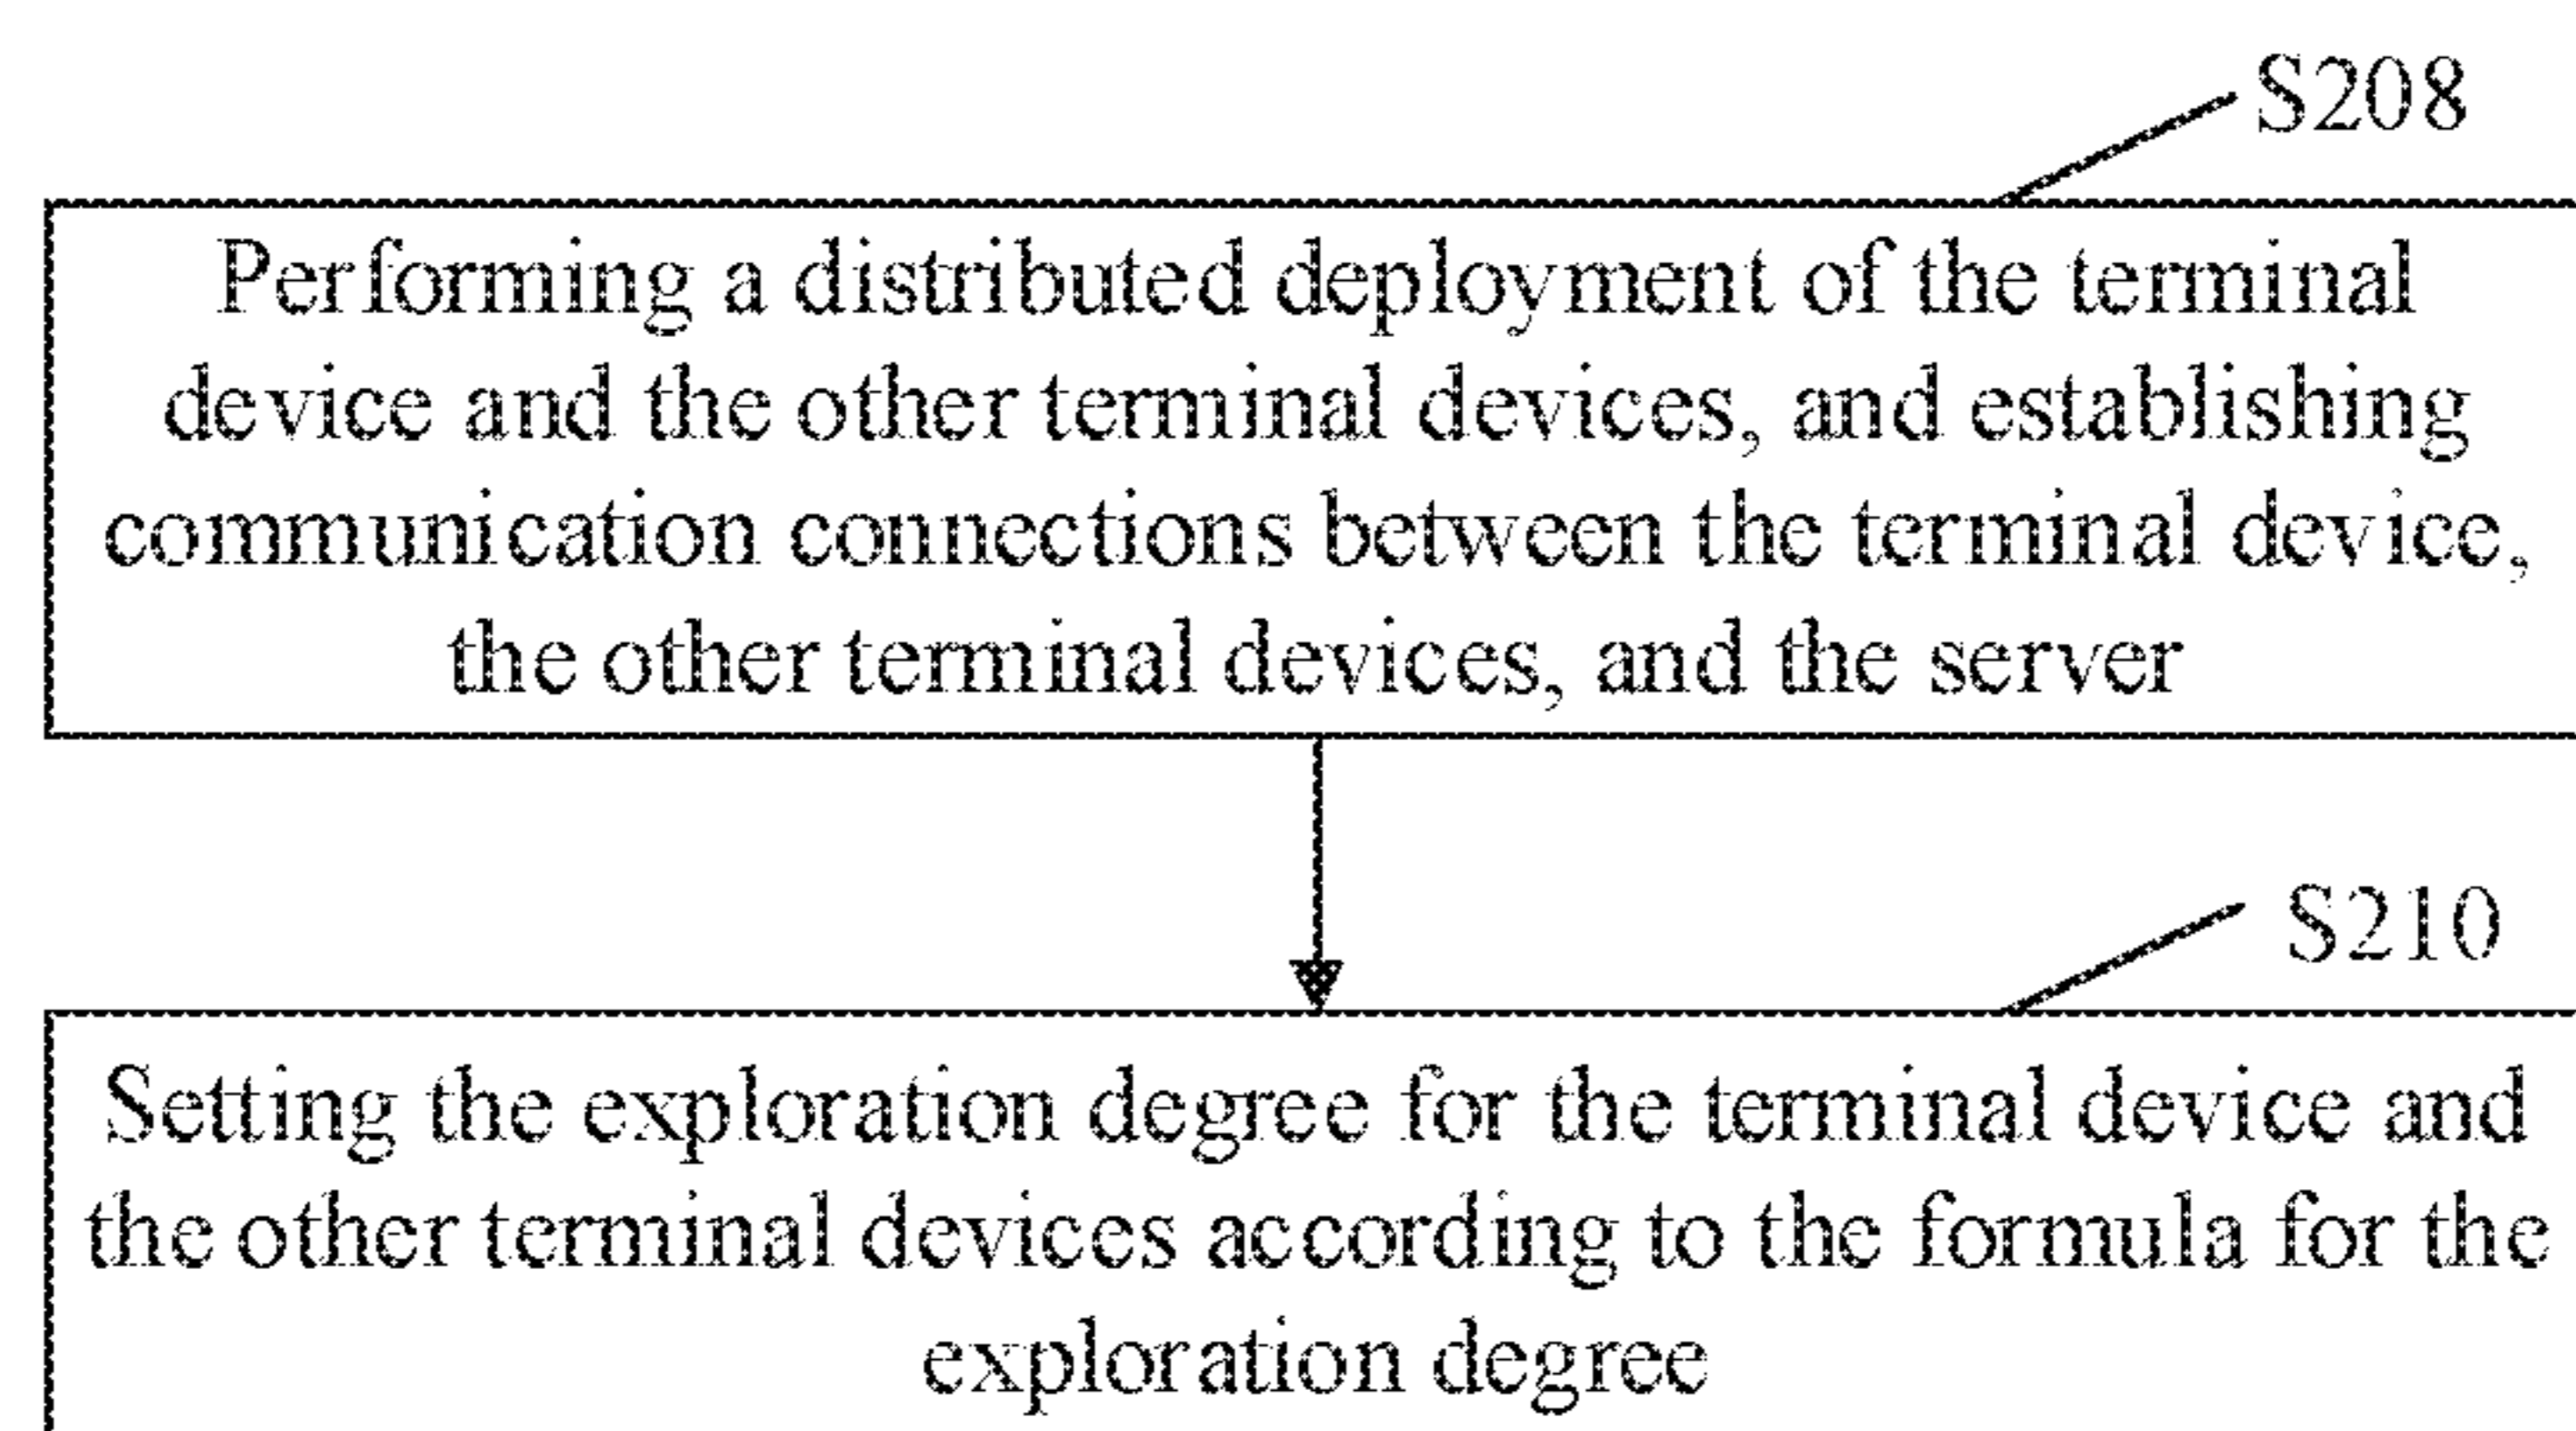 S208
Performing a distributed deployment of the terminal
device and the other terminal devices, and establishing
communication connections between the terminal device,
the other terminal devices, and the server
S210
Setting the exploration degree for the terminal device and
the other terminal devices according to the formula for the
exploration degree